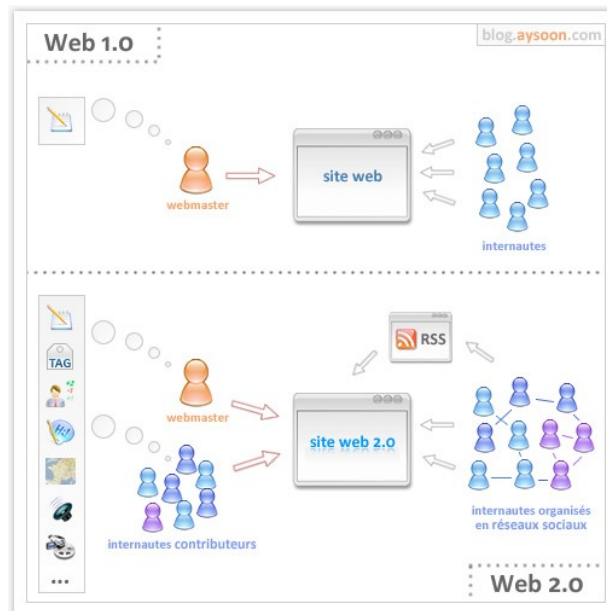 Web 1.0
blog.aysoon.com
site web
webmaster
internautes
RSS
TAG
webmaster
Hi!
site web 2.0
internautes contributeurs
internautes organisés
en réseaux sociaux
...
Web 2.0